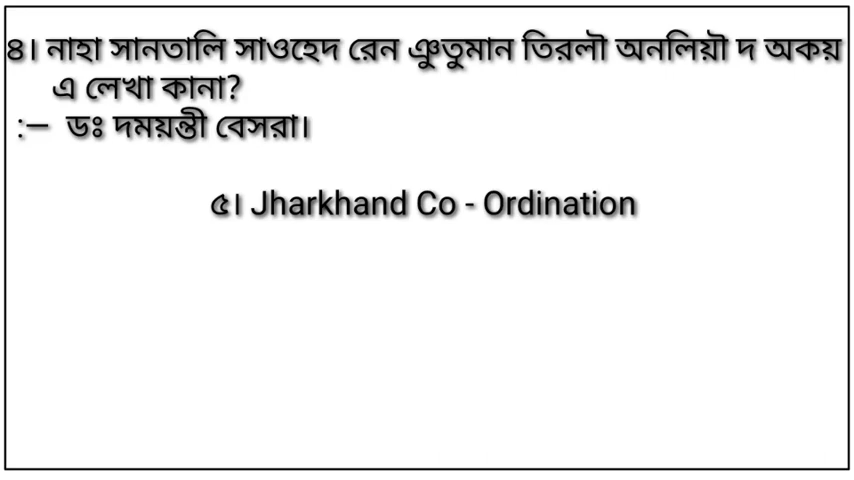 ৪। নাহা সানতালি সাওহেদ রেন ঞুতুমান তিরলৗ অনলিয়ৗ দ অকয়
এ লেখা কানা?
:— ডঃ দময়ন্তী বেসরা।
৫। Jharkhand Co - Ordination